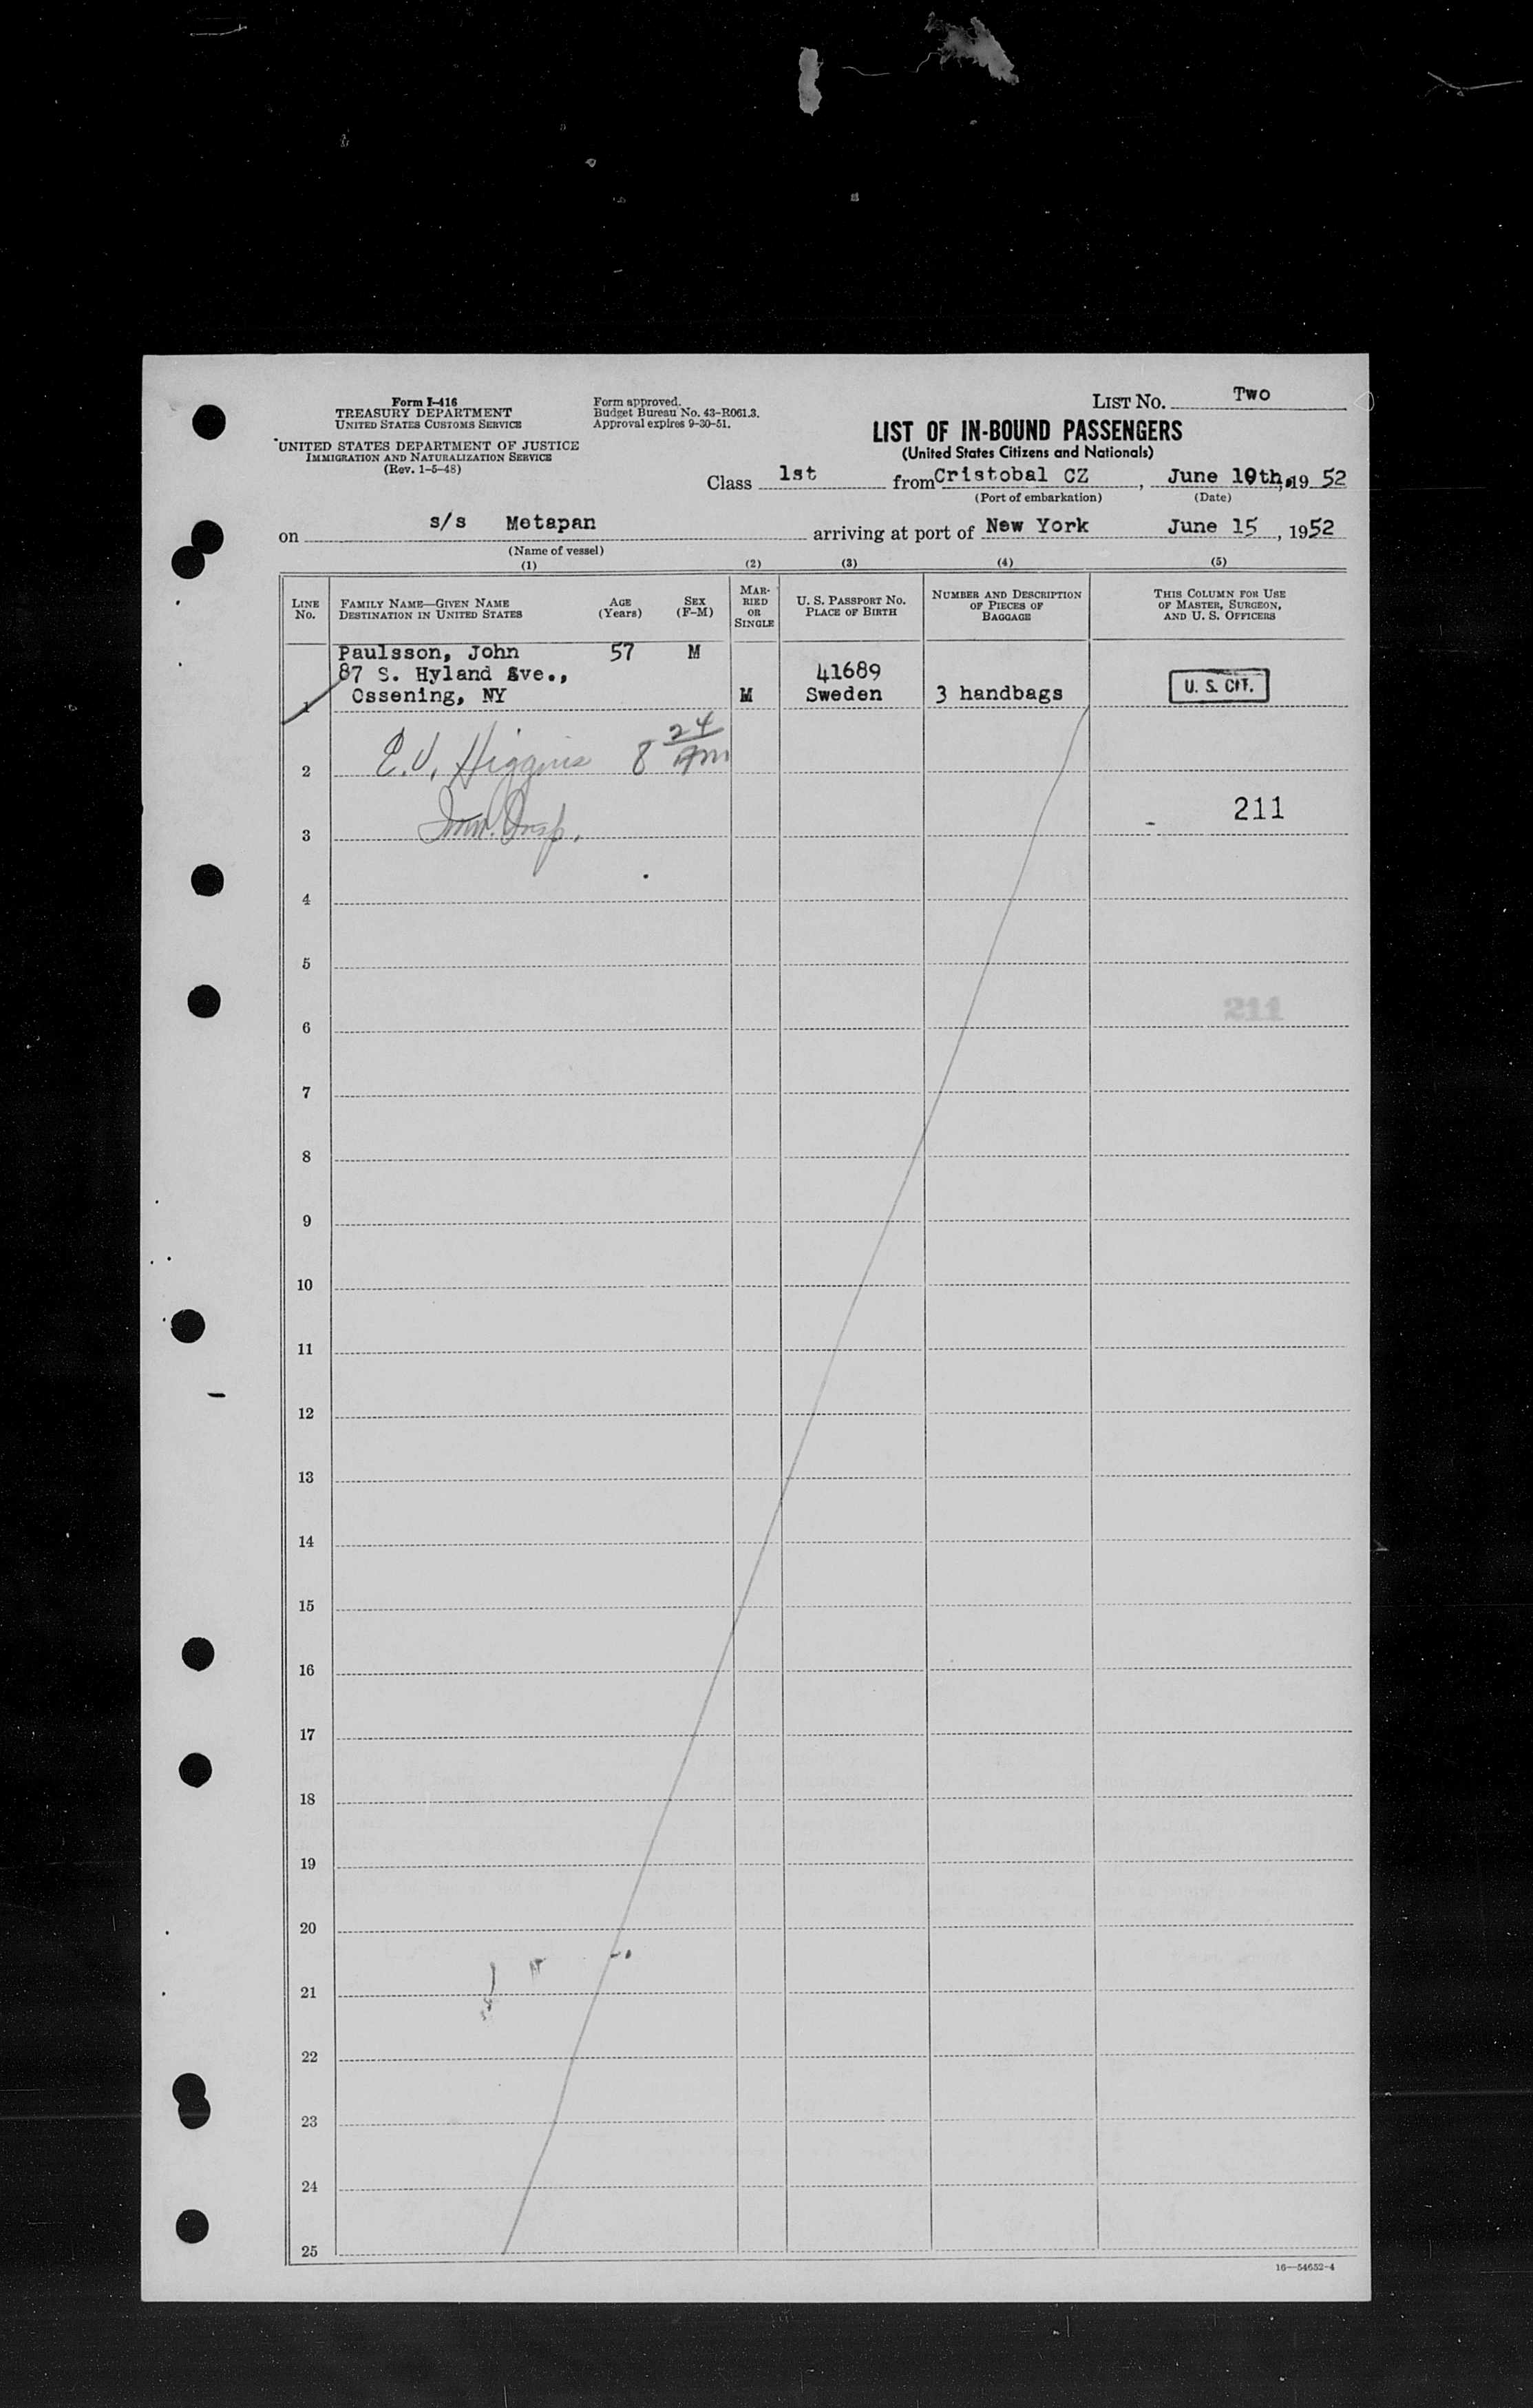 Form I-416
TREASURY DEPARTMENT
UNITED STATES CUSTOMS SERVICE
UNITED STATES DEPARTMENT OF JUSTICE
IMMIGRATION AND NATURALIZATION SERVICE
(Rev. 1-5-48)
Form approved.
Budget Bureau No. 43-R061.3.
Approval expires 9-30-51.
LIST NO. Two
LIST OF IN-BOUND PASSENGERS
(United States Citizens and Nationals)
Class 1st from Cristobal CZ, June 10th, 1952
(Port of embarkation) (Date)
on s/s Metapan arriving at port of New York June 15, 1952
(Name of vessel)
(1) (2) (3) (4) (5)
LINE NO.
FAMILY NAME—GIVEN NAME
DESTINATION IN UNITED STATES
AGE (Years)
SEX (F-M)
MARRIED OR SINGLE
U. S. PASSPORT NO.
PLACE OF BIRTH
NUMBER AND DESCRIPTION OF PIECES OF BAGGAGE
THIS COLUMN FOR USE OF MASTER, SURGEON, AND U. S. OFFICERS
Paulsson, John 57 M
87 S. Hyland Ave., 41689
1 Ossening, NY M Sweden 3 handbags U. S. CIT.
2 E.V. Higgins 8 24/Am
3 Imm. Insp. 211
4
5
6 211
7
8
9
10
11
12
13
14
15
16
17
18
19
20
21
22
23
24
25
16—54652-4